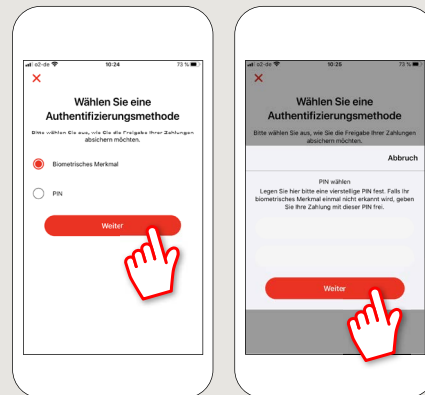 o2-de 10:24 73 %
Wählen Sie eine
Authentifizierungsmethode
Bitte wählen Sie aus, wie Sie die Freigabe Ihrer Zahlungen
absichern möchten.
Biometrisches Merkmal
PIN
Weiter
o2-de 10:25 73 %
Wählen Sie eine
Authentifizierungsmethode
Bitte wählen Sie aus, wie Sie die Freigabe Ihrer Zahlungen
absichern möchten.
Abbruch
PIN wählen
Legen Sie hier bitte eine vierstellige PIN fest. Falls Ihr
biometrisches Merkmal einmal nicht erkannt wird, geben
Sie Ihre Zahlung mit dieser PIN frei.
Weiter